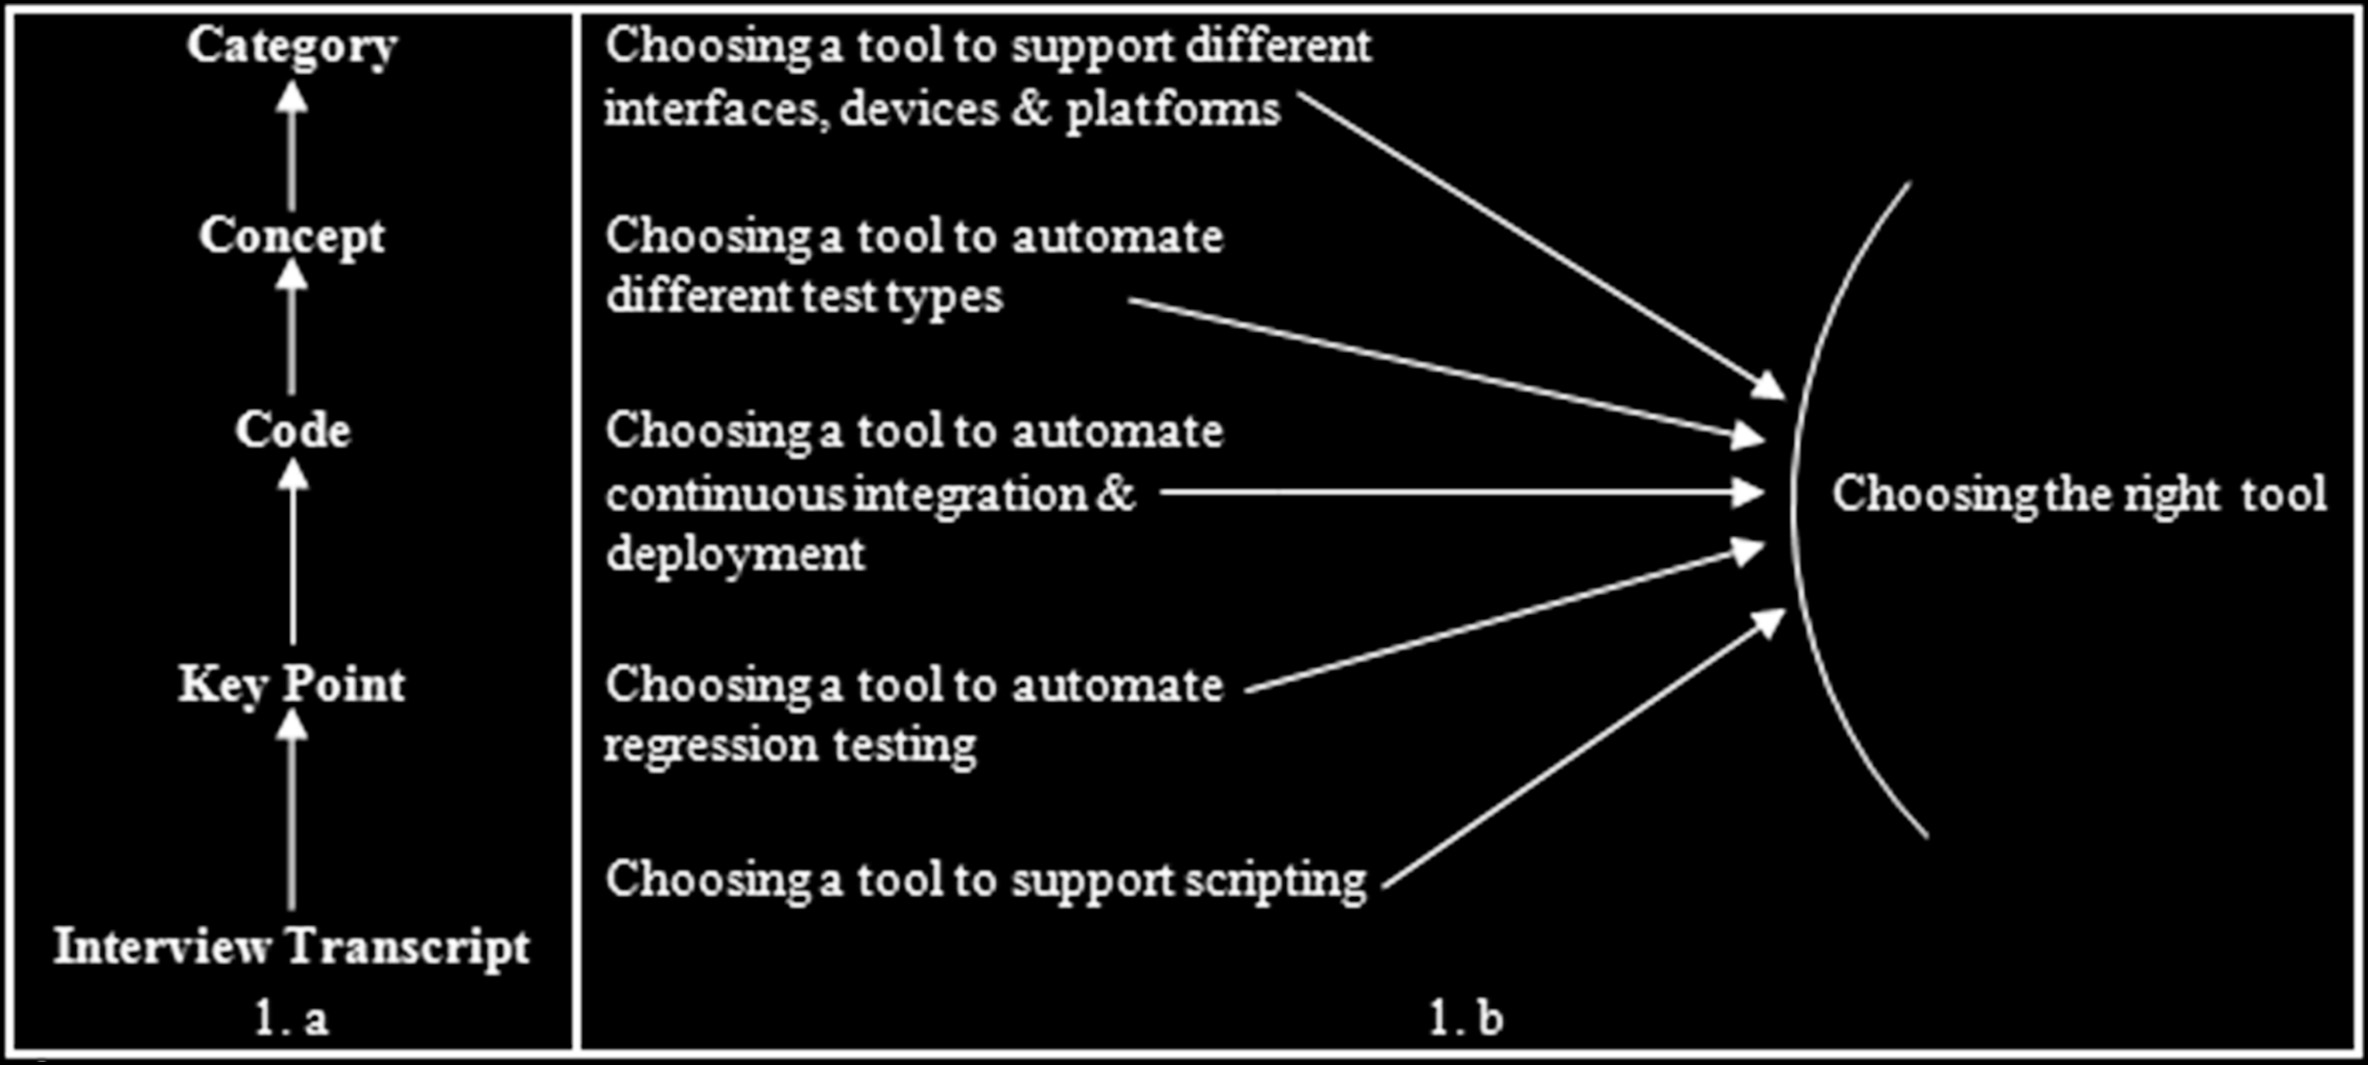 Category
Concept
Code
Key Point
Interview Transcript
1. a
Choosing a tool to support different
interfaces, devices & platforms
Choosing a tool to automate
different test types
Choosing a tool to automate
continuous integration &
deployment
Choosing a tool to automate
regression testing
Choosing a tool to support scripting
Choosing the right tool
1. b